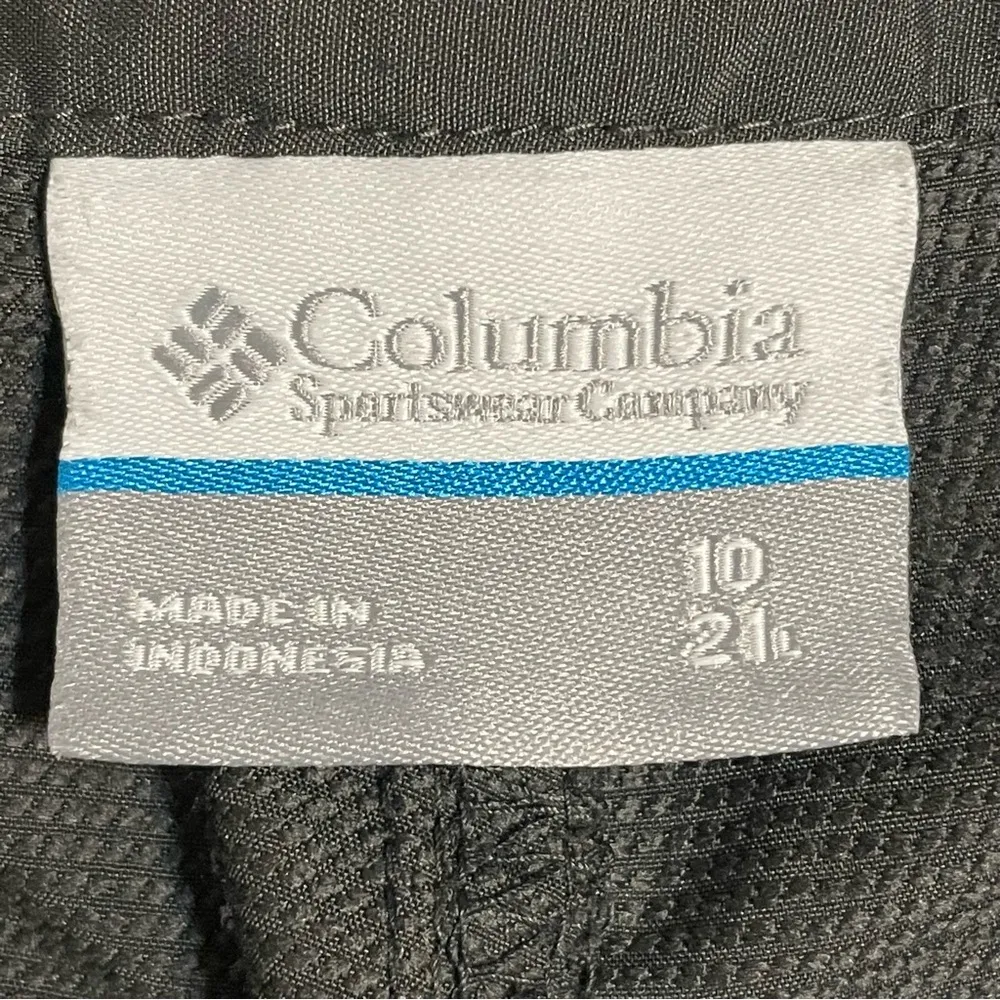 Columbia
Sportswear Company
MADE IN
INDONESIA
10
21L